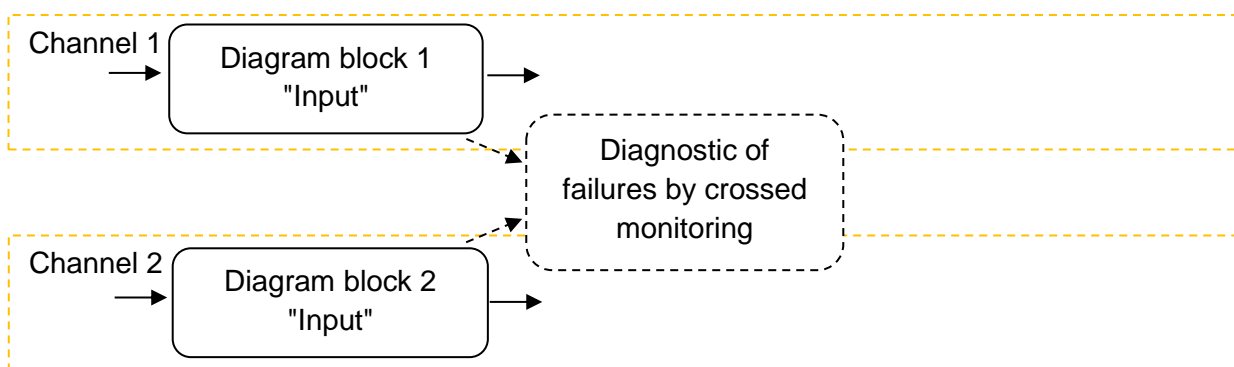 Channel 1
Diagram block 1
"Input"
Diagnostic of
failures by crossed
monitoring
Channel 2
Diagram block 2
"Input"